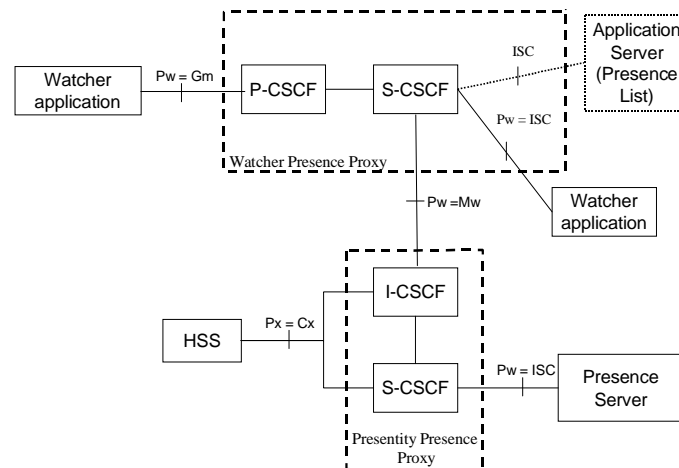 Application
Server
(Presence
List)
ISC
Watcher
application
Pw = Gm
P-CSCF
S-CSCF
Pw = ISC
Watcher Presence Proxy
Watcher
application
Pw =Mw
I-CSCF
HSS
Px = Cx
S-CSCF
Pw = ISC
Presence
Server
Presentity Presence
Proxy